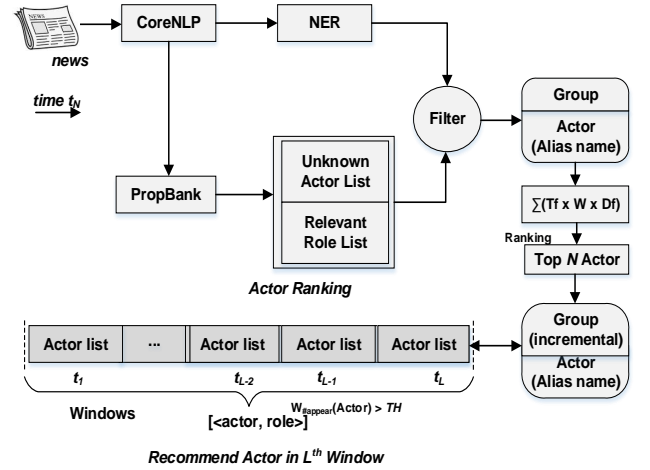 NEWS
CoreNLP
NER
news
time t_N
Filter
Group
Actor
(Alias name)
PropBank
Unknown
Actor List
Relevant
Role List
∑(Tf x W x Df)
Ranking
Top N Actor
Actor Ranking
Group
(incremental)
Actor
(Alias name)
Actor list
...
Actor list
Actor list
Actor list
t_1
t_L-2
t_L-1
t_L
Windows
W_#appear(Actor) > TH
[<actor, role>]
Recommend Actor in L^th Window